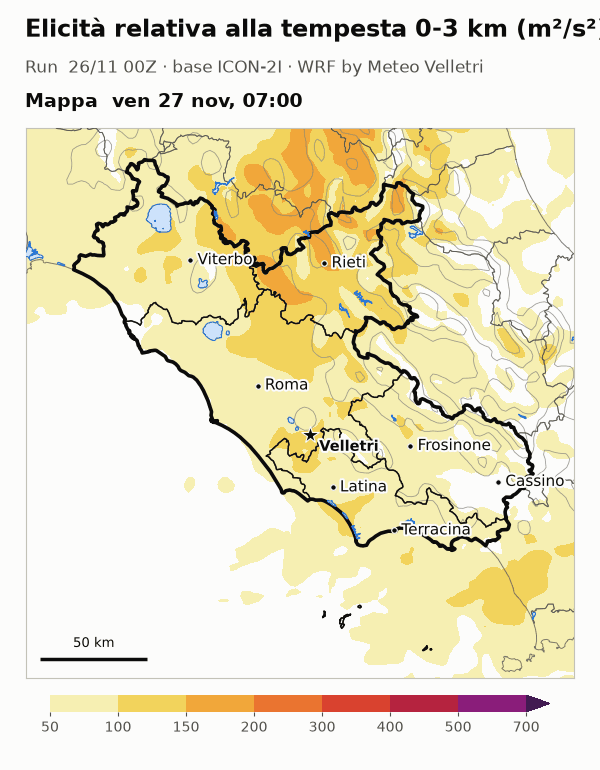 Elicità relativa alla tempesta 0-3 km (m²/s²)
Run 26/11 00Z · base ICON-2I · WRF by Meteo Velletri
Mappa ven 27 nov, 07:00
Viterbo
Rieti
Roma
Velletri
Frosinone
Cassino
Latina
Terracina
50 km
50 100 150 200 300 400 500 700